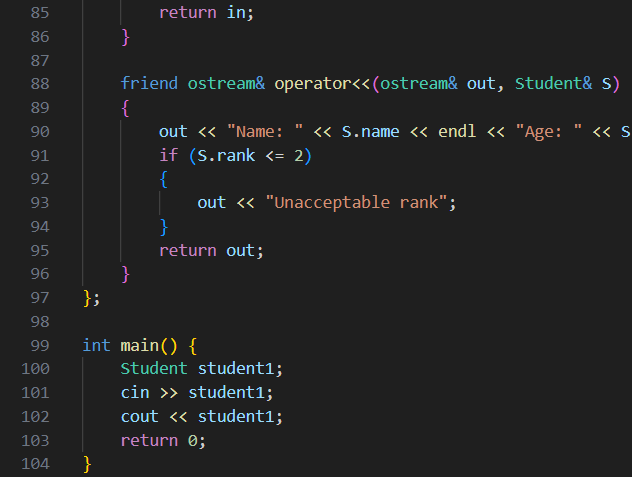 85 return in;
86 }
87
88 friend ostream& operator<<(ostream& out, Student& S)
89 {
90 out << "Name: " << S.name << endl << "Age: " << S
91 if (S.rank <= 2)
92 {
93 out << "Unacceptable rank";
94 }
95 return out;
96 }
97 };
98
99 int main() {
100 Student student1;
101 cin >> student1;
102 cout << student1;
103 return 0;
104 }